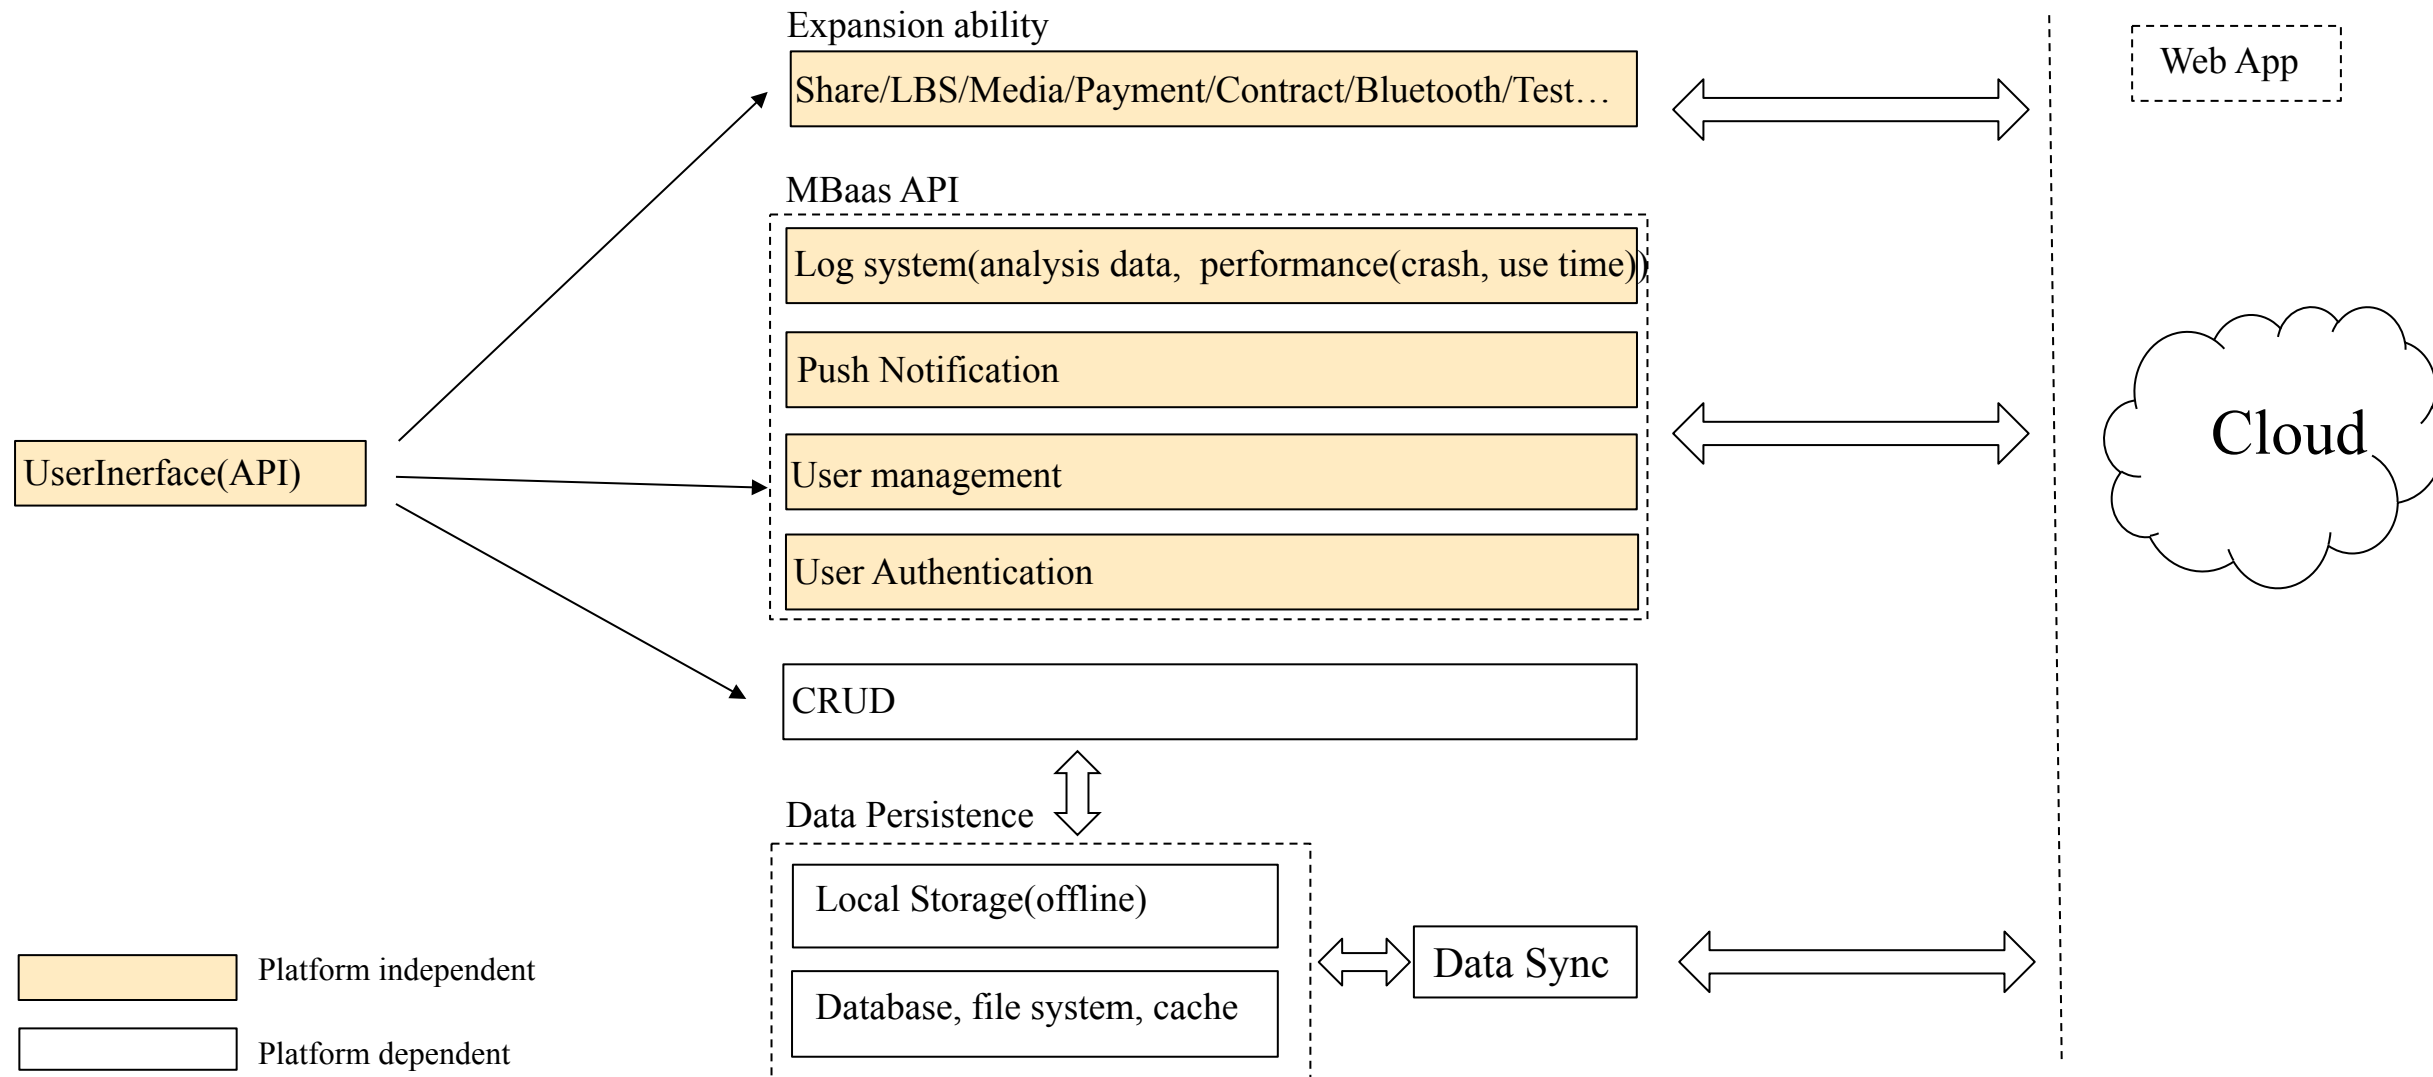 Expansion ability
Share/LBS/Media/Payment/Contract/Bluetooth/Test…
Web App
MBaas API
Log system(analysis data,  performance(crash, use time))
Push Notification
User management
User Authentication
UserInerface(API)
Cloud
CRUD
Data Persistence
Local Storage(offline)
Database, file system, cache
Data Sync
Platform independent
Platform dependent